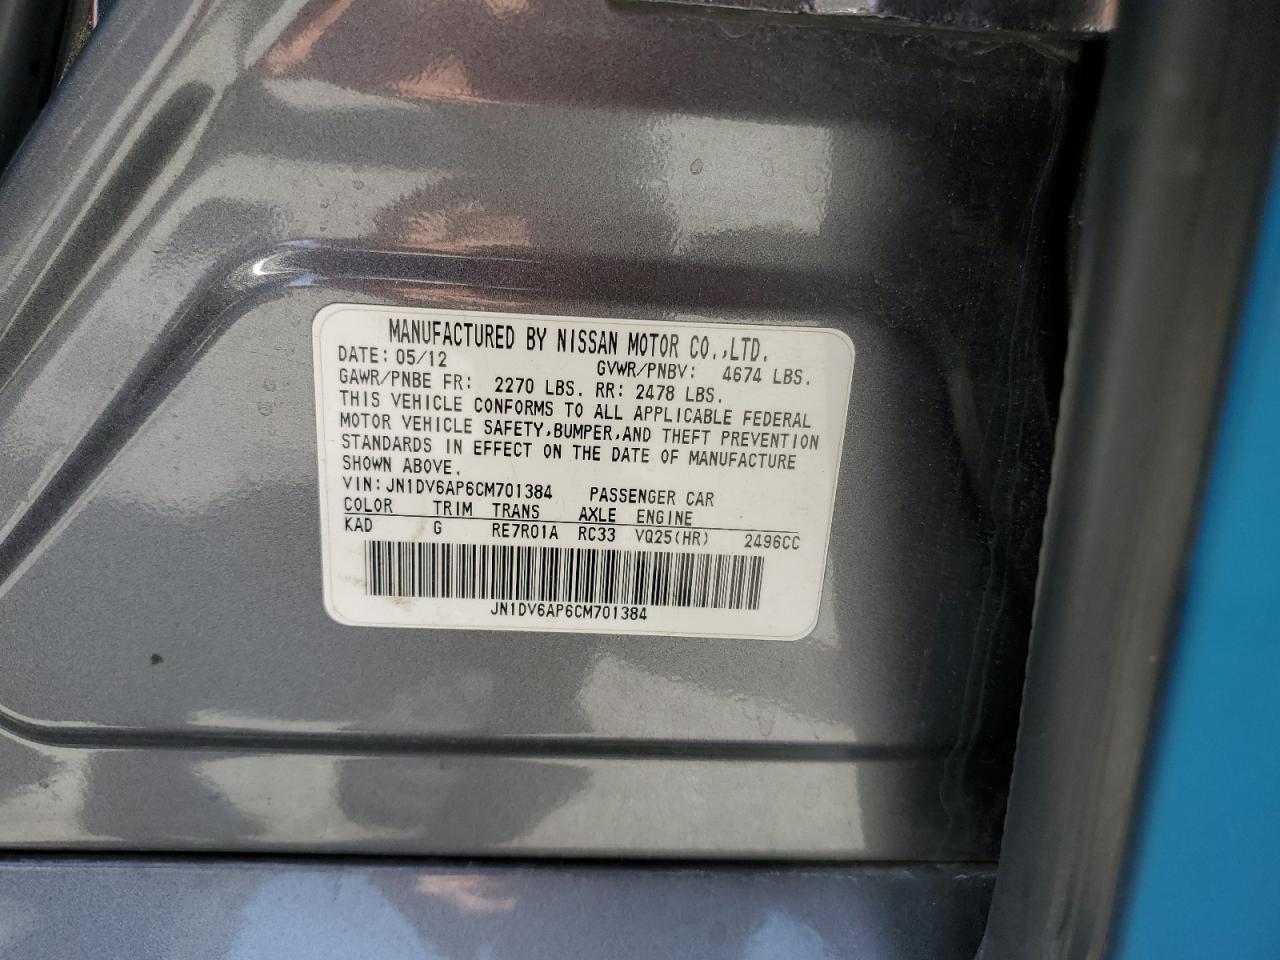 MANUFACTURED BY NISSAN MOTOR CO.,LTD.
DATE: 05/12 GVWR/PNBV: 4674 LBS.
GAWR/PNBE FR: 2270 LBS. RR: 2478 LBS.
THIS VEHICLE CONFORMS TO ALL APPLICABLE FEDERAL
MOTOR VEHICLE SAFETY,BUMPER,AND THEFT PREVENTION
STANDARDS IN EFFECT ON THE DATE OF MANUFACTURE
SHOWN ABOVE.
VIN: JN1DV6AP6CM701384 PASSENGER CAR
COLOR TRIM TRANS AXLE ENGINE
KAD G RE7R01A RC33 VQ25(HR) 2496CC
JN1DV6AP6CM701384